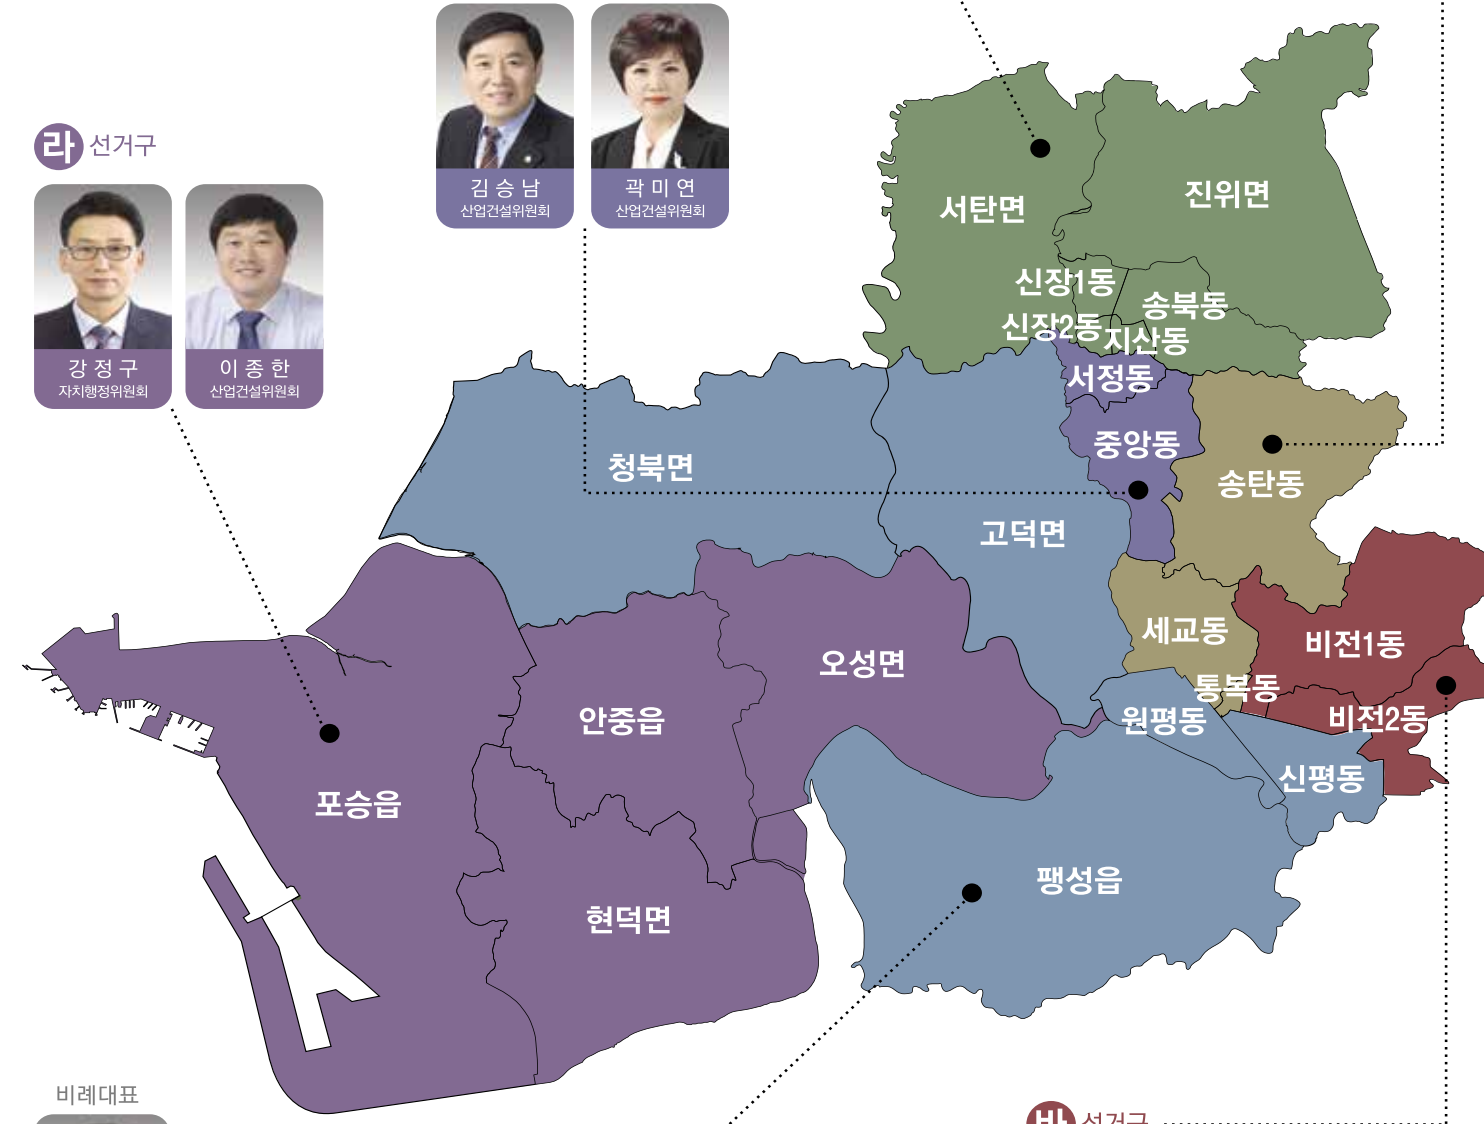 라 선거구
김승남
산업건설위원회
곽미연
산업건설위원회
강정구
자치행정위원회
이종한
산업건설위원회
서탄면
진위면
신장1동
송북동
신장2동
지산동
서정동
중앙동
송탄동
청북면
고덕면
세교동
비전1동
오성면
통복동
안중읍
원평동
비전2동
신평동
포승읍
팽성읍
현덕면
비례대표
바 선거구